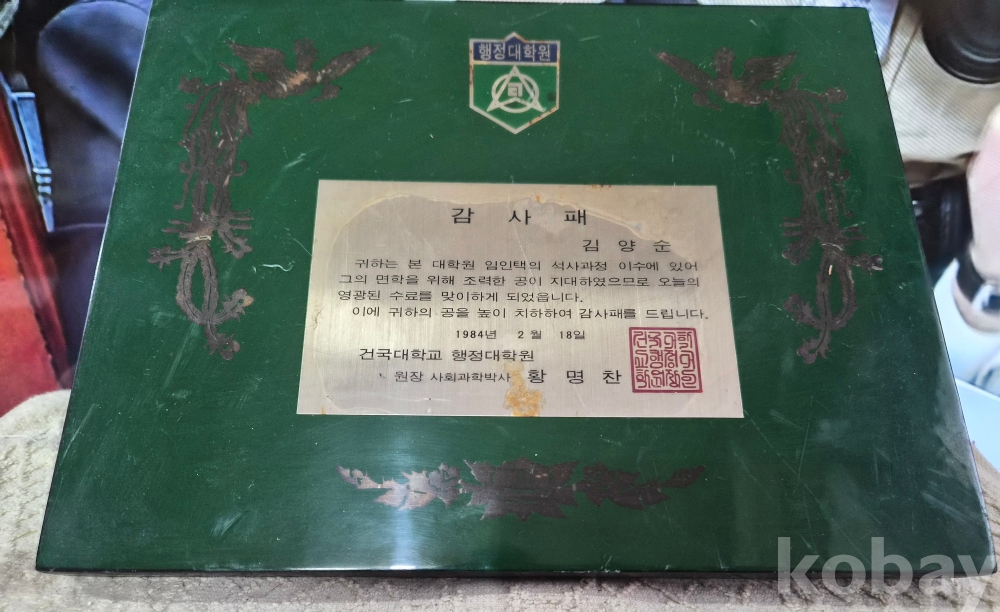 행정대학원
감 사 패
김 양 순
귀하는 본 대학원 임인택의 석사과정 이수에 있어
그의 면학을 위해 조력한 공이 지대하였으므로 오늘의
영광된 수료를 맞이하게 되었읍니다.
이에 귀하의 공을 높이 치하하여 감사패를 드립니다.
1984년 2월 18일
건국대학교 행정대학원
원장 사회과학박사 황 명 찬
kobay